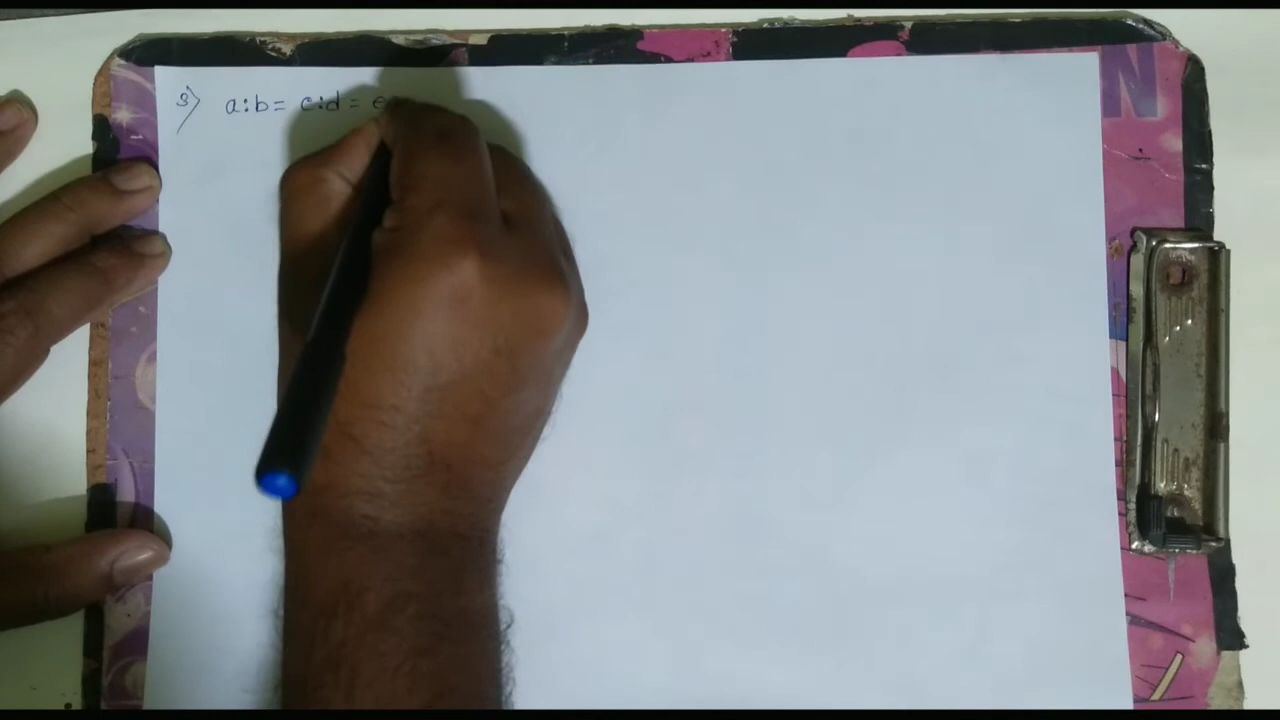 3) a:b = c:d = e
N